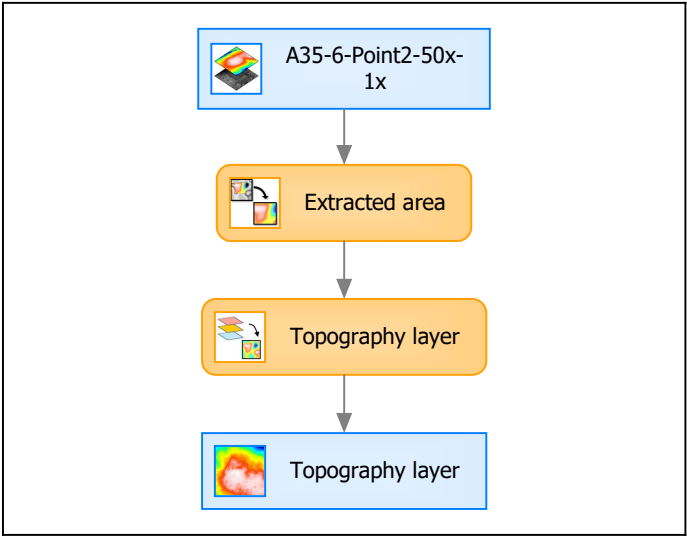 A35-6-Point2-50x-
1x
Extracted area
Topography layer
Topography layer